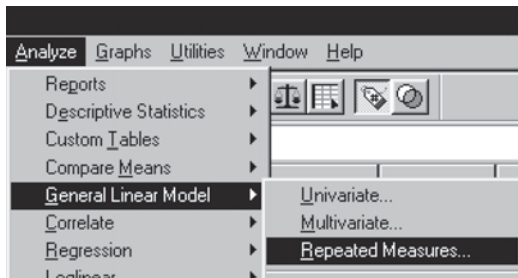 Analyze Graphs Utilities Window Help
Reports
Descriptive Statistics
Custom Tables
Compare Means
General Linear Model
Univariate...
Correlate
Multivariate...
Regression
Repeated Measures...
Loglinear